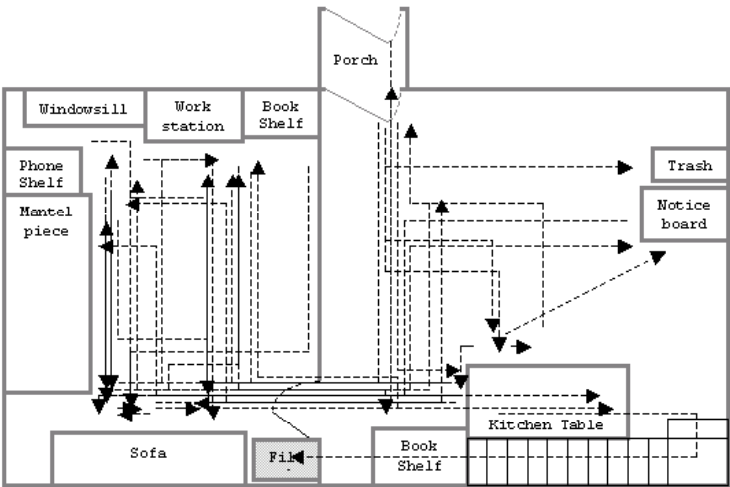 Porch
Windowsill
Work
station
Book
Shelf
Phone
Shelf
Trash
Mantel
piece
Notice
board
Kitchen Table
Sofa
Book
Shelf